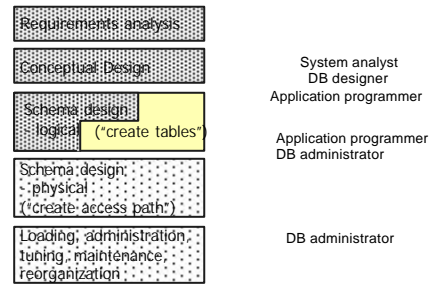 Requirements analysis
Conceptual Design
System analyst
DB designer
Application programmer
Schema design
- logical ("create tables")
Application programmer
DB administrator
Schema design
- physical
("create access path")
Loading, administration,
tuning, maintenance,
reorganization
DB administrator